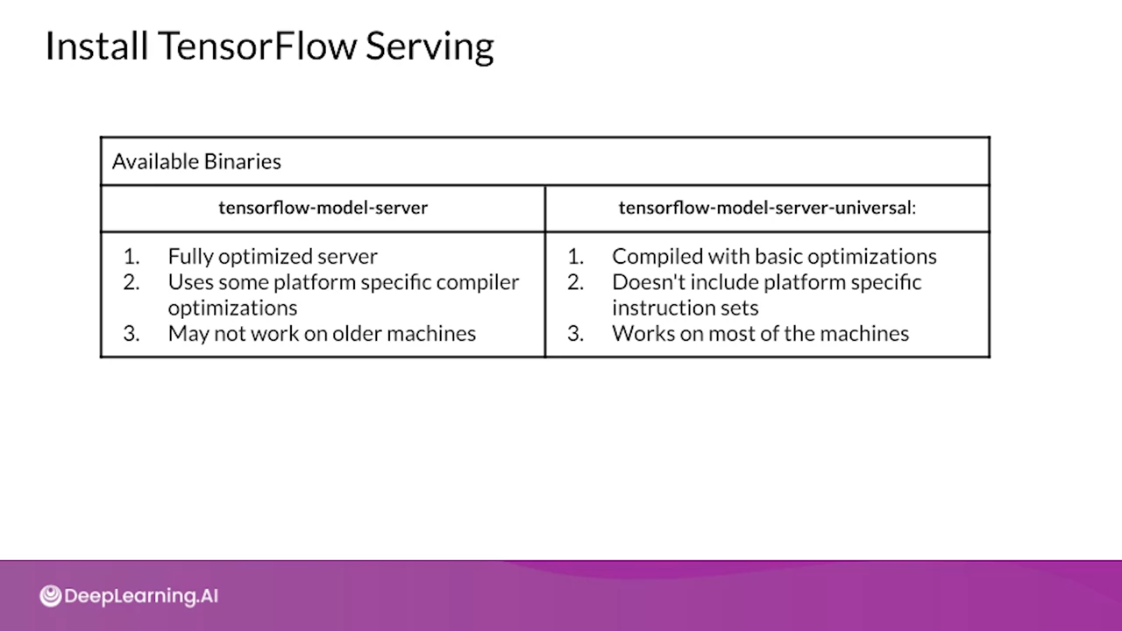 Install TensorFlow Serving
Available Binaries
tensorflow-model-server
tensorflow-model-server-universal:
1. Fully optimized server
2. Uses some platform specific compiler
optimizations
3. May not work on older machines
1. Compiled with basic optimizations
2. Doesn't include platform specific
instruction sets
3. Works on most of the machines
DeepLearning.AI